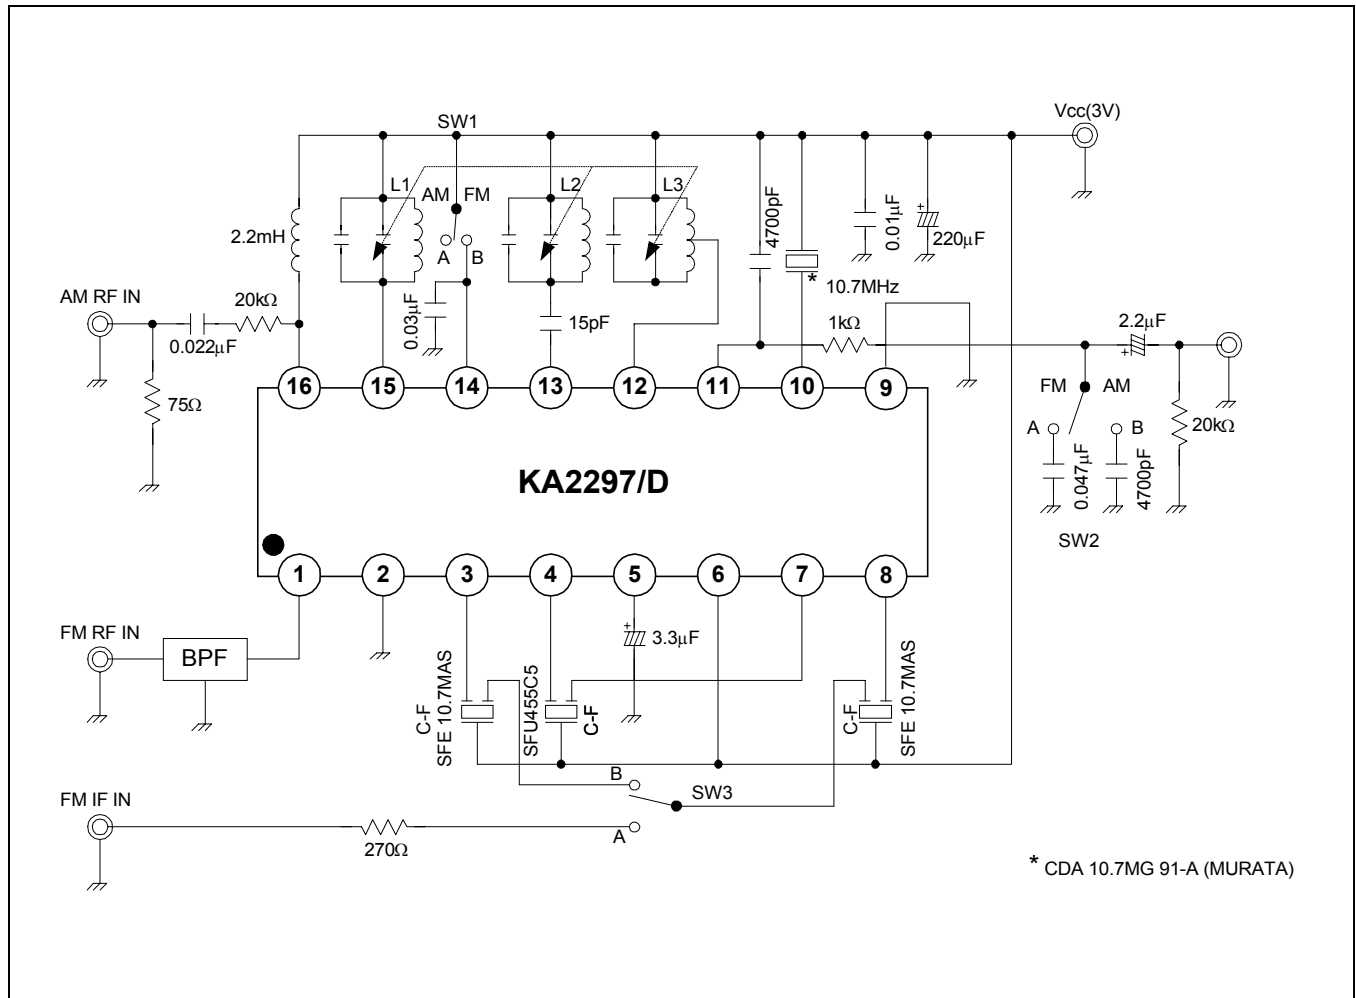 Vcc(3V)
SW1
L1
AM
FM
A
B
L2
L3
2.2mH
4700pF
0.01μF
+
220μF
* 10.7MHz
AM RF IN
20kΩ
0.022μF
0.03μF
15pF
1kΩ
2.2μF
+
75Ω
16
15
14
13
12
11
10
9
FM
AM
A
B
20kΩ
0.047μF
4700pF
SW2
KA2297/D
1
2
3
4
5
6
7
8
FM RF IN
BPF
+
3.3μF
C-F
SFE 10.7MAS
SFU455C5
C-F
C-F
SFE 10.7MAS
B
SW3
A
FM IF IN
270Ω
* CDA 10.7MG 91-A (MURATA)